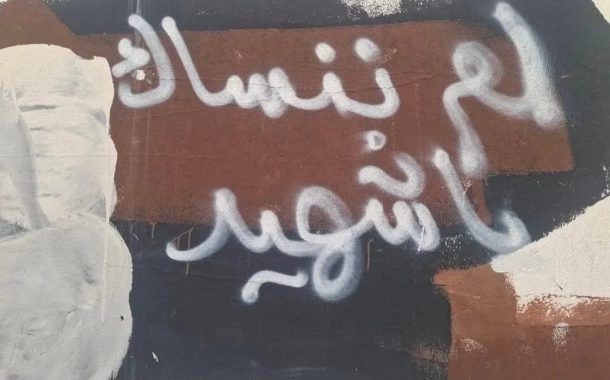 لم ننساك
يا شهيد